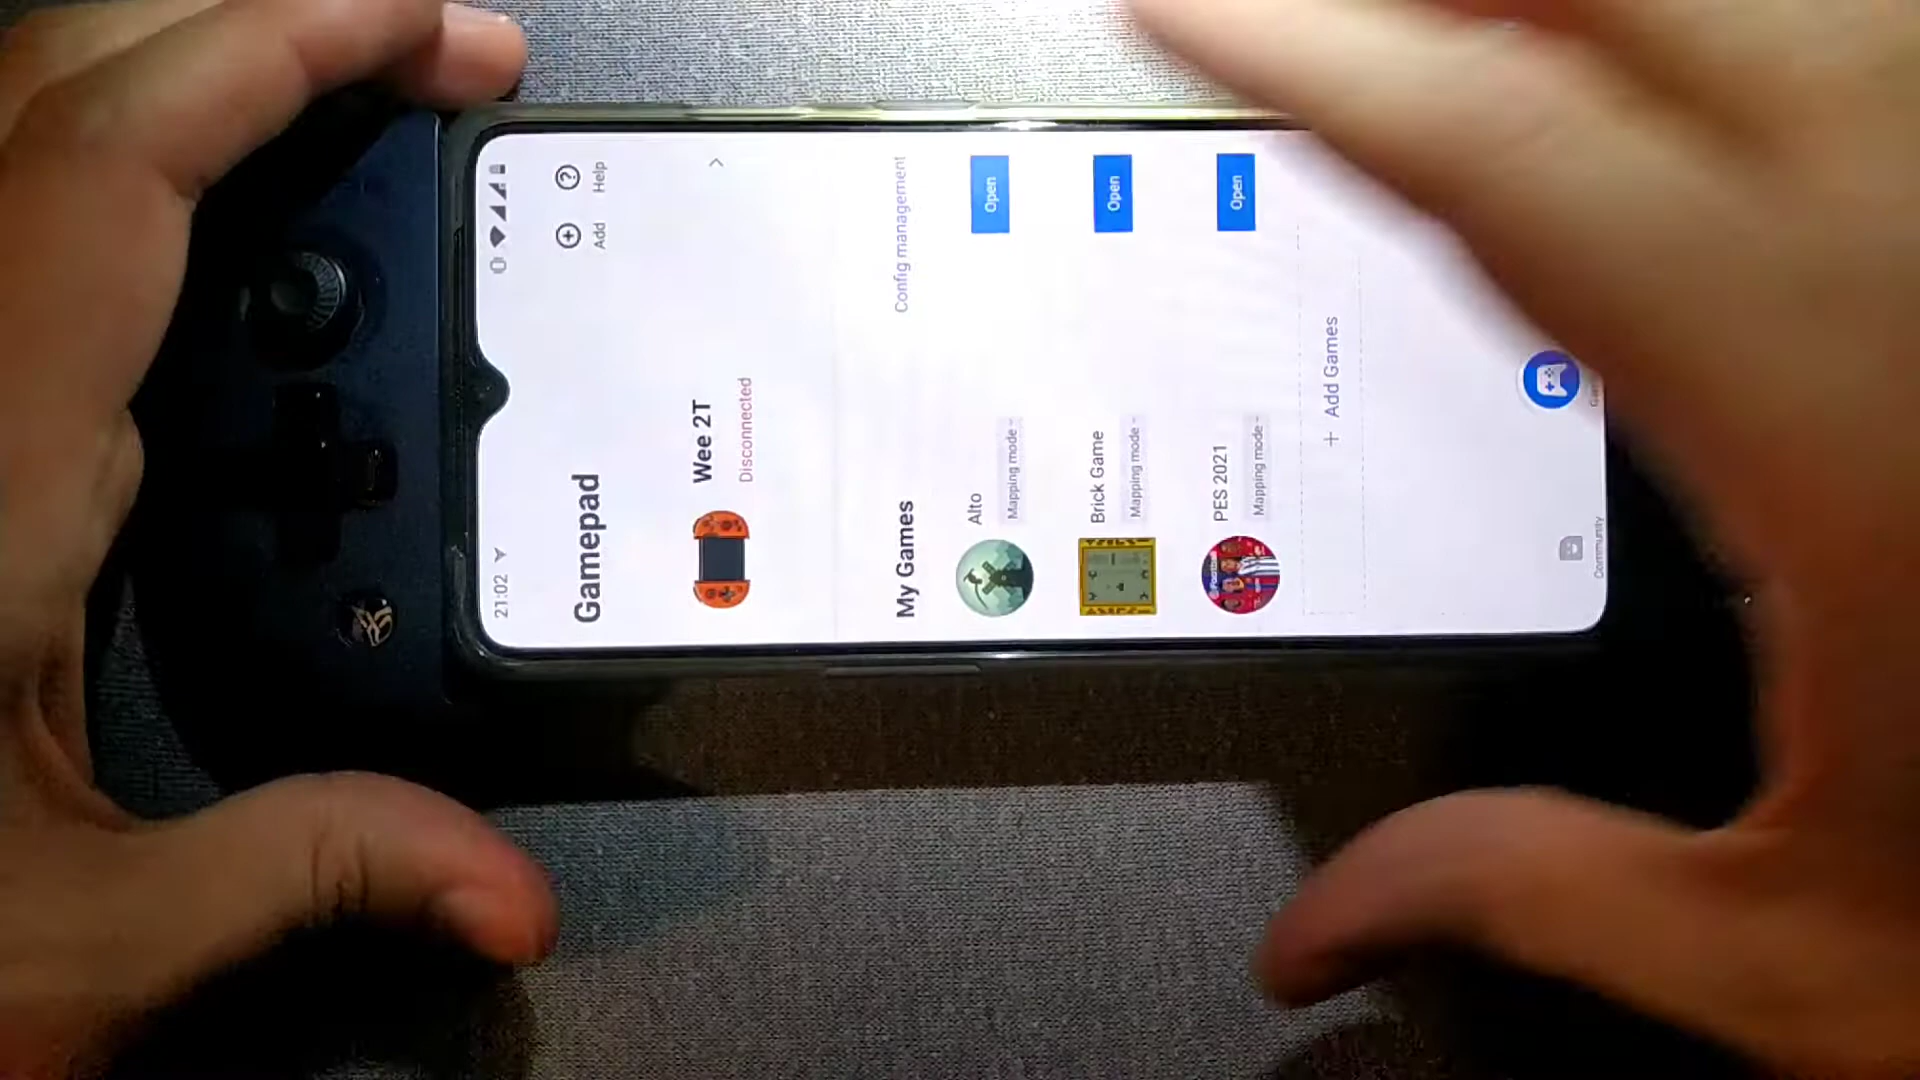 21:02
Gamepad
Add
Help
Wee 2T
Disconnected
My Games
Config management
Alto
Mapping mode
Open
Brick Game
Mapping mode
Open
PES 2021
Mapping mode
Open
+ Add Games
Community